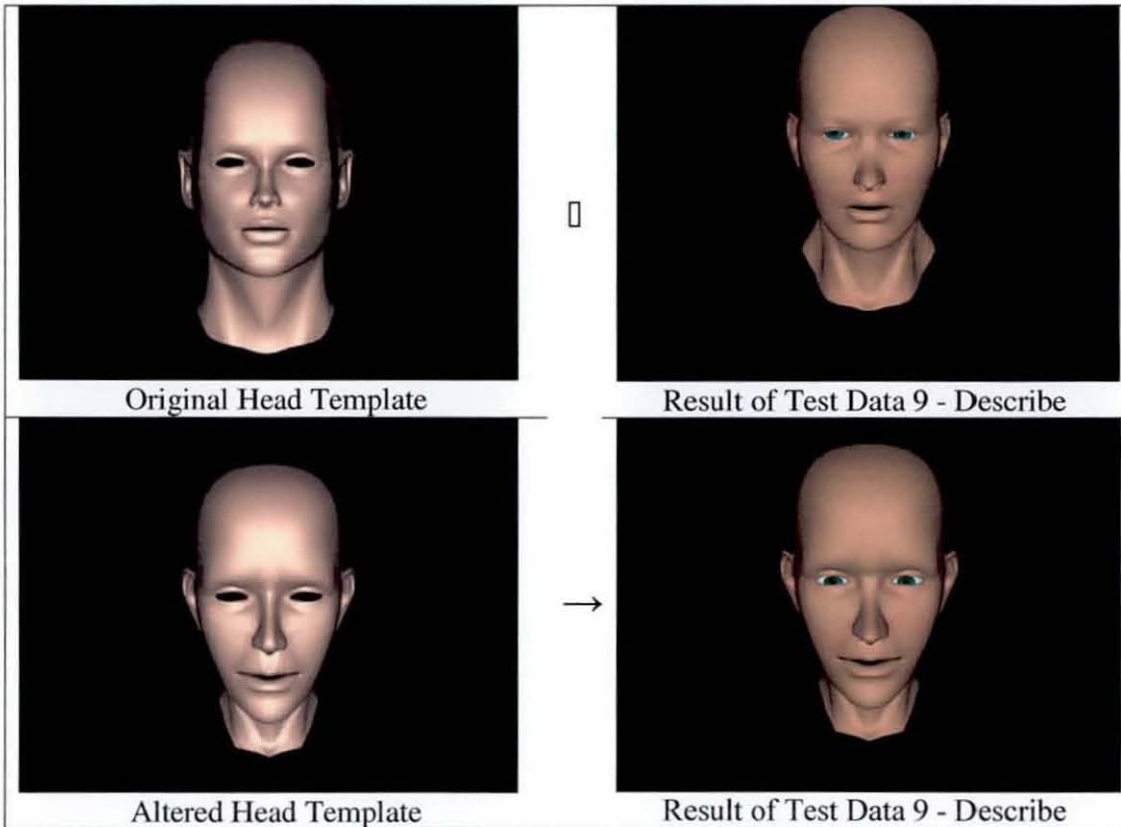 Original Head Template
Result of Test Data 9 - Describe
Altered Head Template
Result of Test Data 9 - Describe